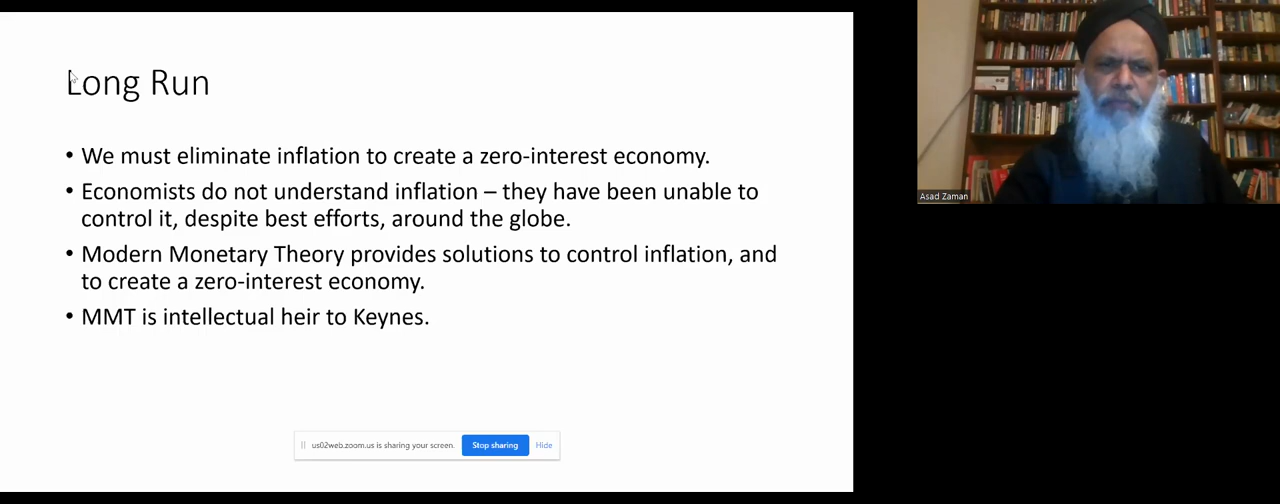 Long Run
• We must eliminate inflation to create a zero-interest economy.
• Economists do not understand inflation – they have been unable to
control it, despite best efforts, around the globe.
• Modern Monetary Theory provides solutions to control inflation, and
to create a zero-interest economy.
• MMT is intellectual heir to Keynes.
us02web.zoom.us is sharing your screen. Stop sharing Hide
Asad Zaman